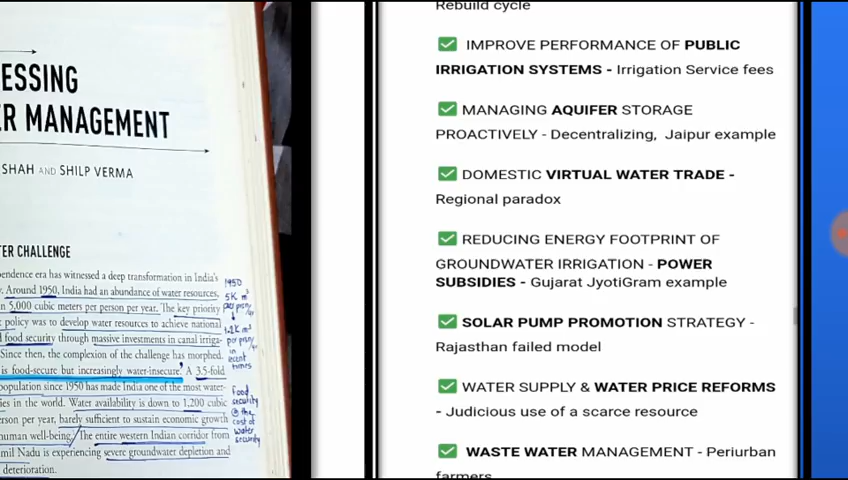 ESSING
ER MANAGEMENT
SHAH AND SHILP VERMA
TER CHALLENGE
pendence era has witnessed a deep transformation in India's
Around 1950, India had an abundance of water resources,
n 5,000 cubic meters per person per year. The key priority
policy was to develop water resources to achieve national
food security through massive investments in canal irriga-
Since then, the complexion of the challenge has morphed.
is food-secure but increasingly water-insecure. A 3.5-fold
population since 1950 has made India one of the most water-
ies in the world. Water availability is down to 1,200 cubic
erson per year, barely sufficient to sustain economic growth
human well-being. The entire western Indian corridor from
mil Nadu is experiencing severe groundwater depletion and
deterioration.
1950
5K m³
per person/yr
1.2K m³
per person/yr
in
recent
times
food
security
@ the
cost of
water
security
Rebuild cycle
✅ IMPROVE PERFORMANCE OF PUBLIC
IRRIGATION SYSTEMS - Irrigation Service fees
✅ MANAGING AQUIFER STORAGE
PROACTIVELY - Decentralizing, Jaipur example
✅ DOMESTIC VIRTUAL WATER TRADE -
Regional paradox
✅ REDUCING ENERGY FOOTPRINT OF
GROUNDWATER IRRIGATION - POWER
SUBSIDIES - Gujarat JyotiGram example
✅ SOLAR PUMP PROMOTION STRATEGY -
Rajasthan failed model
✅ WATER SUPPLY & WATER PRICE REFORMS
- Judicious use of a scarce resource
✅ WASTE WATER MANAGEMENT - Periurban
farmers